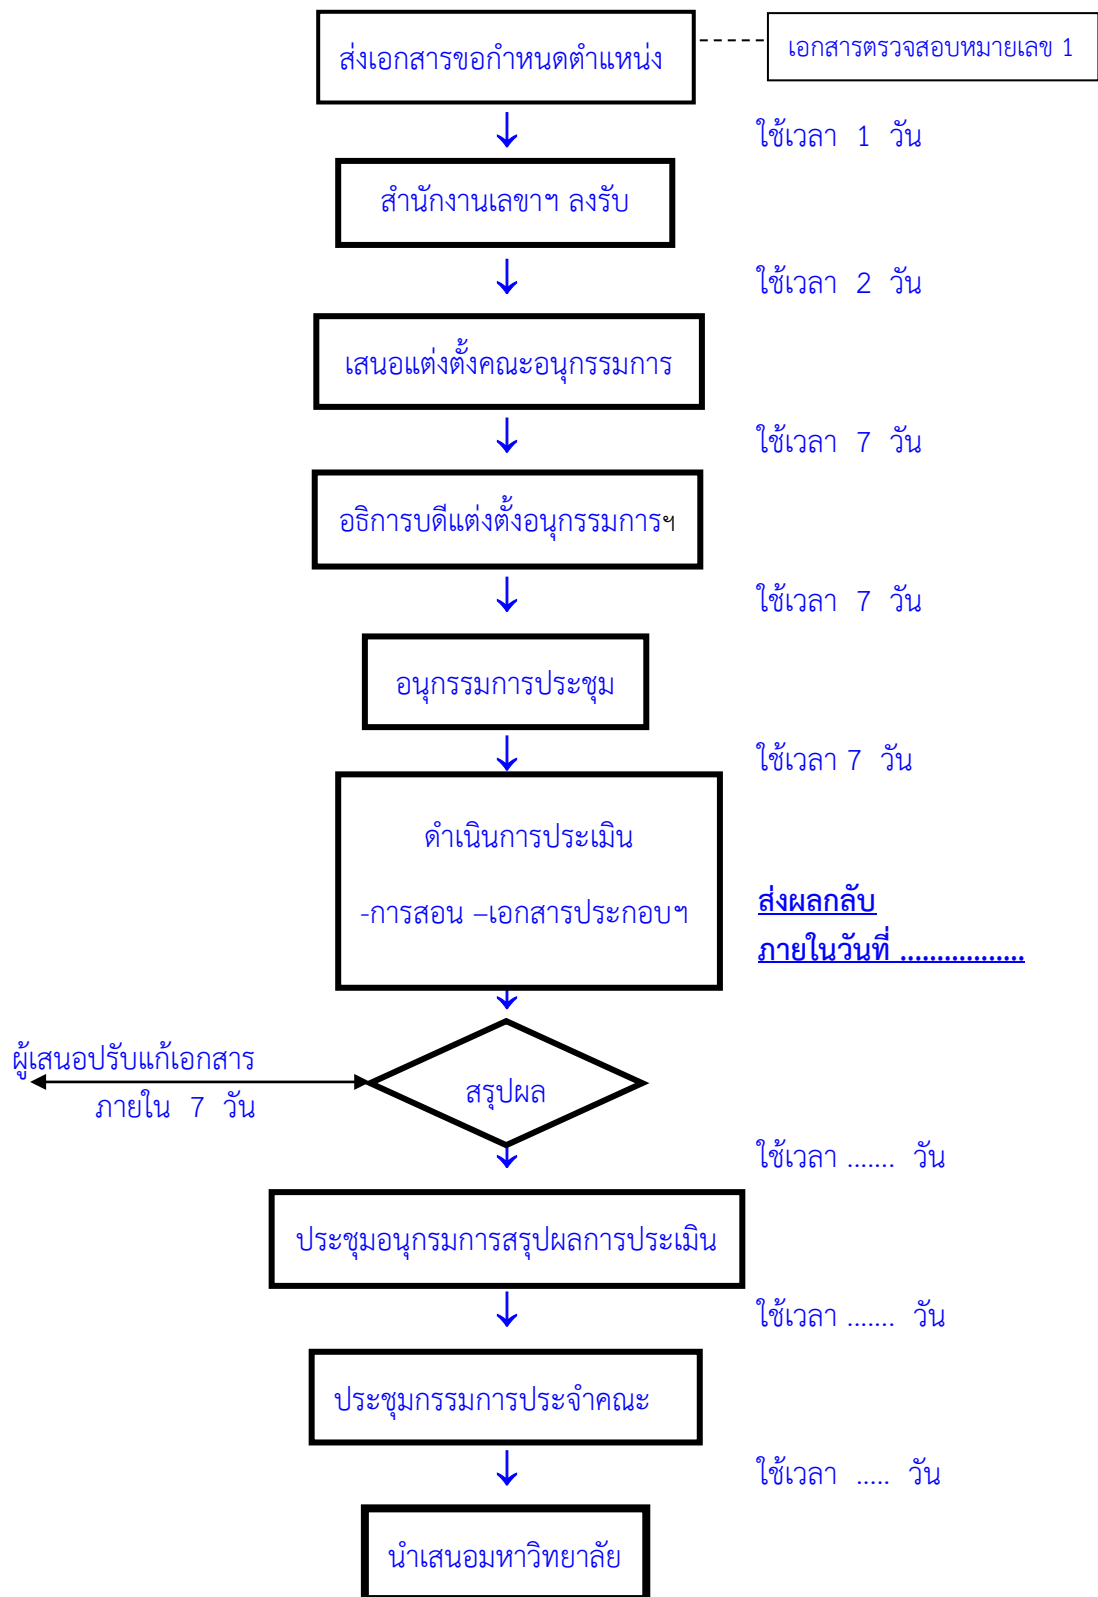 ส่งเอกสารขอกำหนดตำแหน่ง
เอกสารตรวจสอบหมายเลข 1
ใช้เวลา 1 วัน
สำนักงานเลขาฯ ลงรับ
ใช้เวลา 2 วัน
เสนอแต่งตั้งคณะอนุกรรมการ
ใช้เวลา 7 วัน
อธิการบดีแต่งตั้งอนุกรรมการฯ
ใช้เวลา 7 วัน
อนุกรรมการประชุม
ใช้เวลา 7 วัน
ดำเนินการประเมิน
-การสอน –เอกสารประกอบฯ
ส่งผลกลับ
ภายในวันที่ .................
ผู้เสนอปรับแก้เอกสาร
ภายใน 7 วัน
สรุปผล
ใช้เวลา ....... วัน
ประชุมอนุกรมการสรุปผลการประเมิน
ใช้เวลา ....... วัน
ประชุมกรรมการประจำคณะ
ใช้เวลา ..... วัน
นำเสนอมหาวิทยาลัย